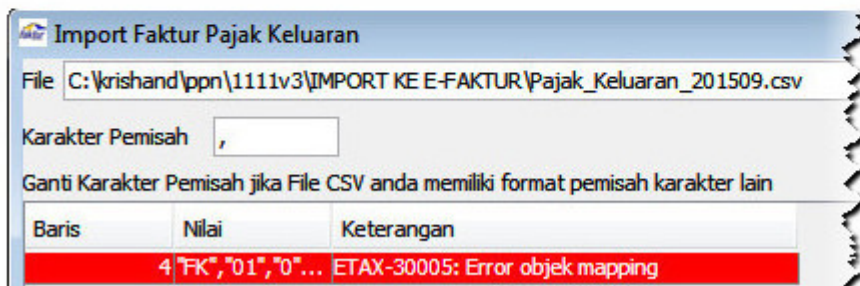 Import Faktur Pajak Keluaran
File C:\krishand\ppn\1111v3\IMPORT KE E-FAKTUR\Pajak_Keluaran_201509.csv
Karakter Pemisah ,
Ganti Karakter Pemisah jika File CSV anda memiliki format pemisah karakter lain
Baris Nilai Keterangan
4 "FK","01","0"... ETAX-30005: Error objek mapping